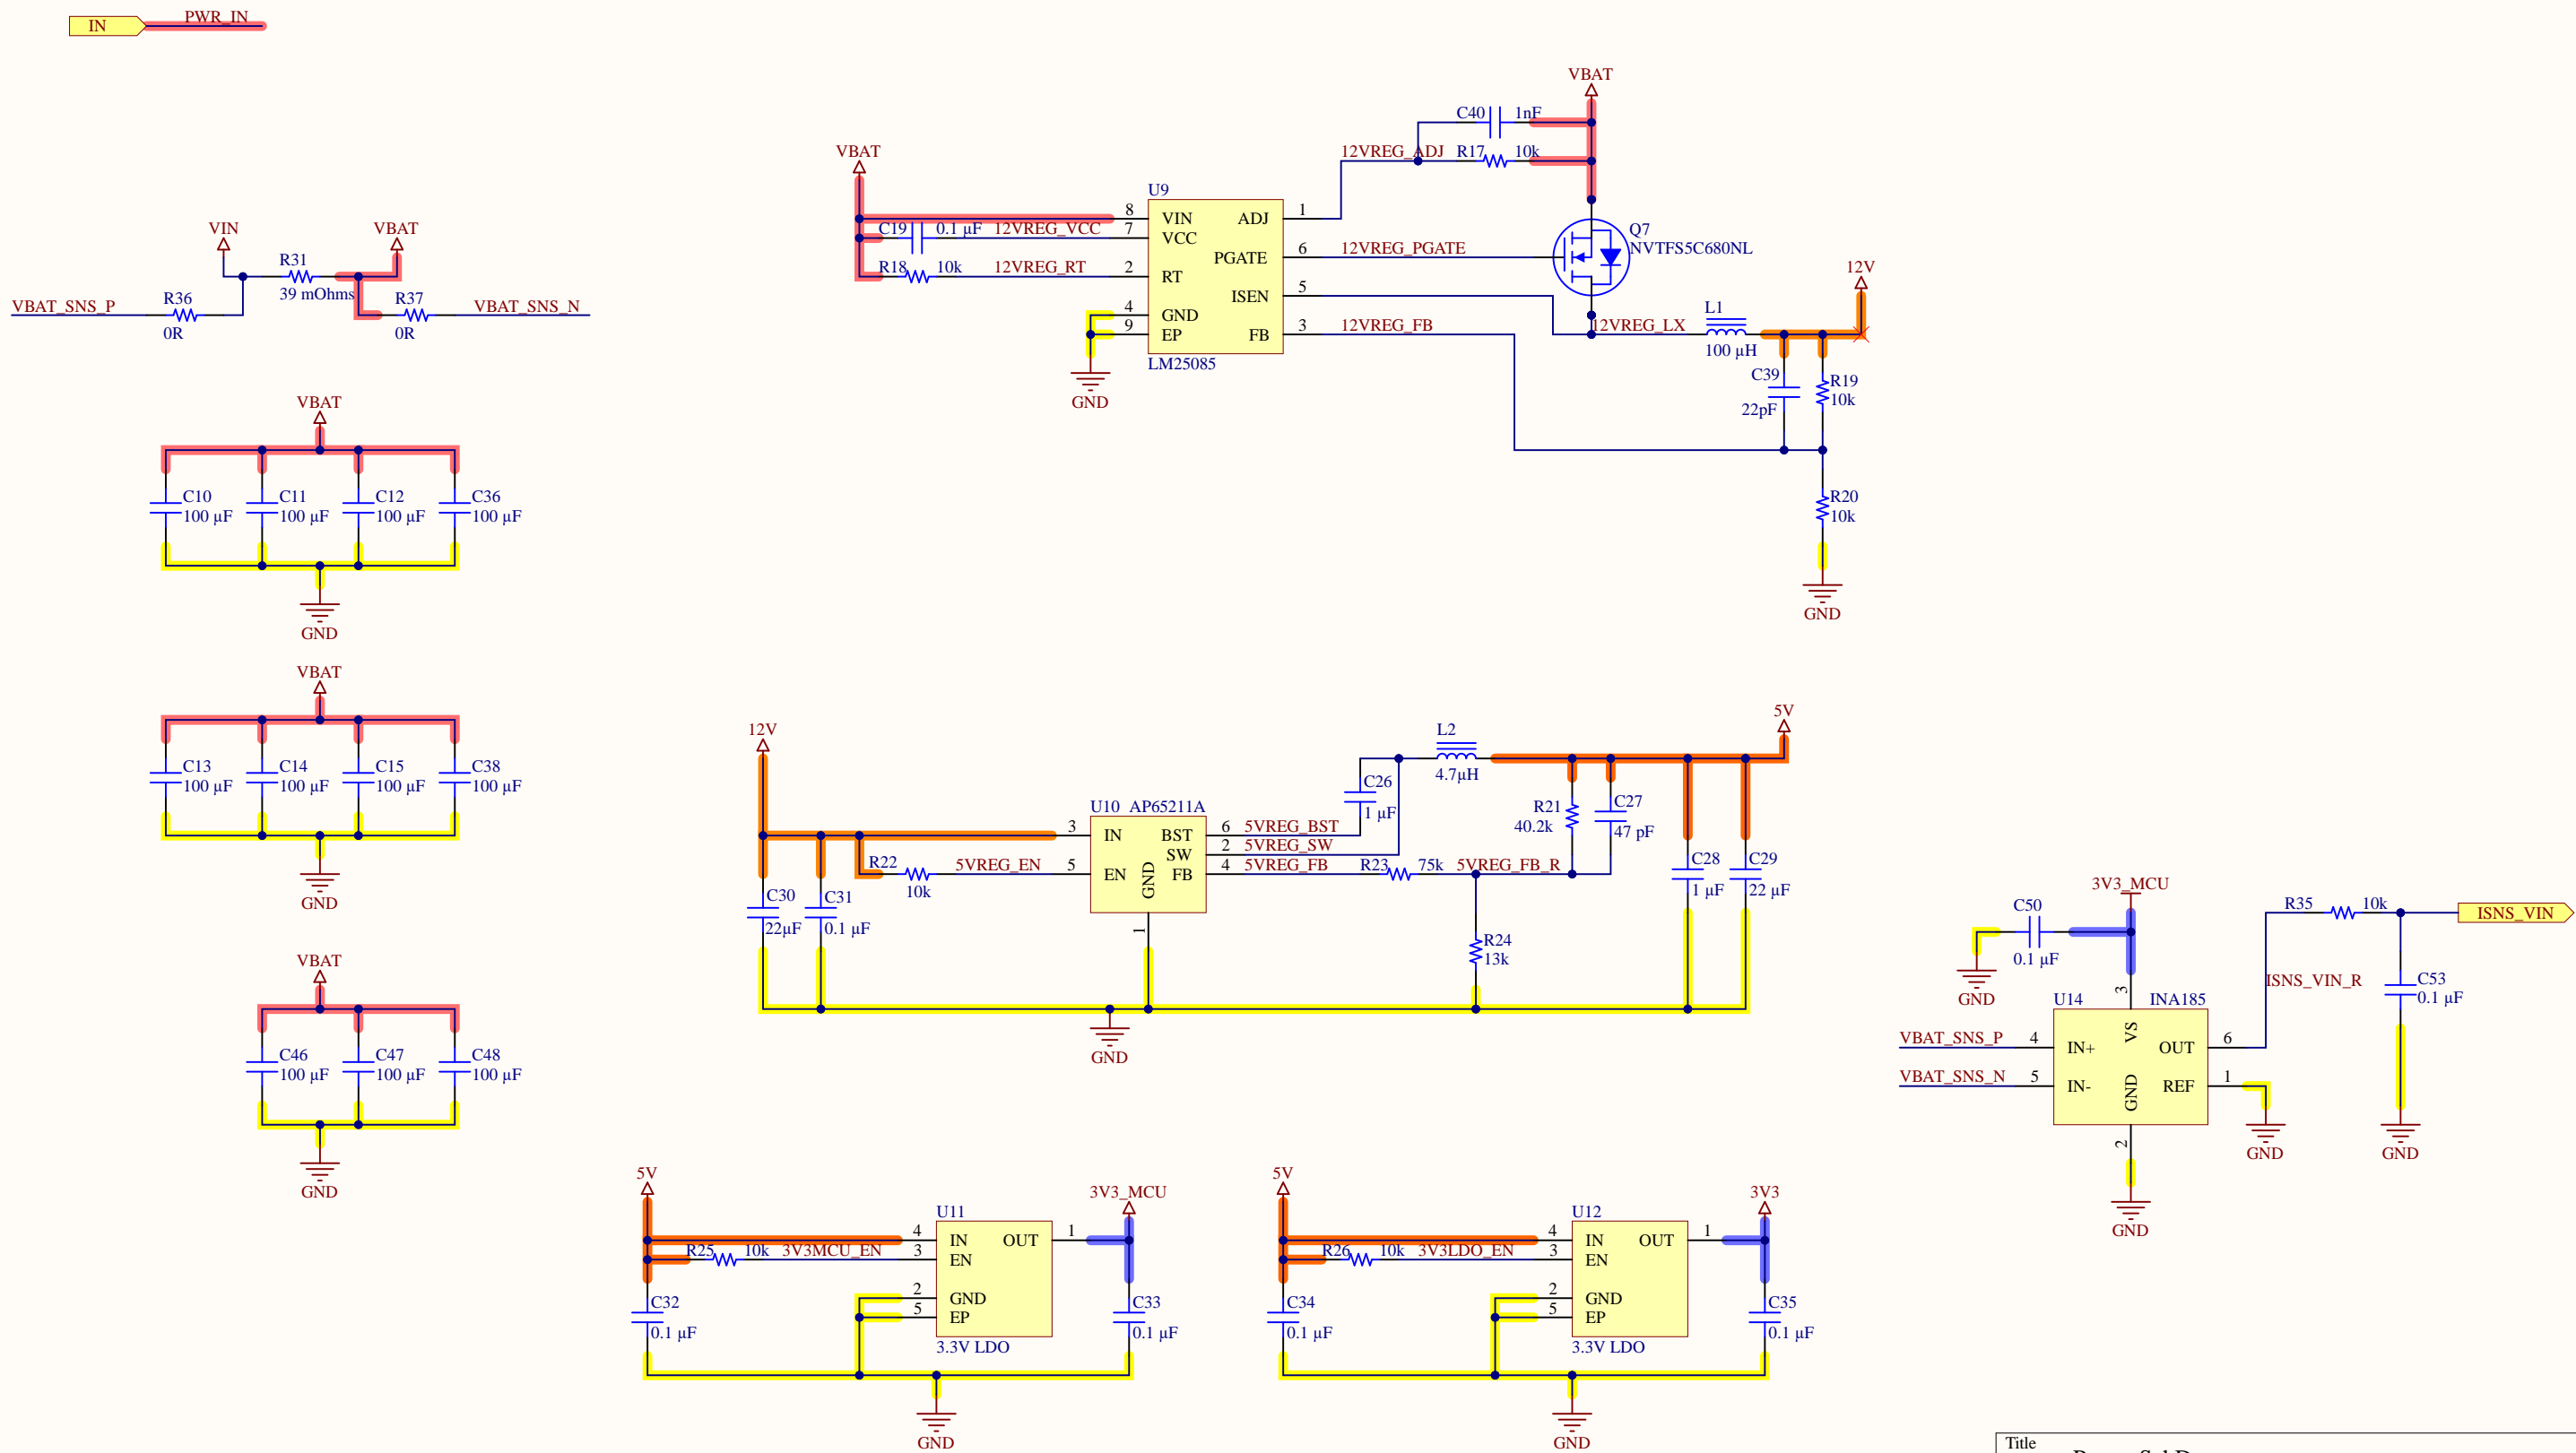 IN
PWR_IN
VIN
VBAT
R31
39 mOhms
VBAT_SNS_P
R36
0R
R37
0R
VBAT_SNS_N
VBAT
C10
100 µF
C11
100 µF
C12
100 µF
C36
100 µF
GND
VBAT
C13
100 µF
C14
100 µF
C15
100 µF
C38
100 µF
GND
VBAT
C46
100 µF
C47
100 µF
C48
100 µF
GND
VBAT
C19
0.1 µF
12VREG_VCC
R18
10k
12VREG_RT
GND
U9
8 VIN
7 VCC
2 RT
4 GND
9 EP
ADJ 1
PGATE 6
ISEN 5
FB 3
LM25085
12VREG_ADJ
12VREG_PGATE
12VREG_FB
VBAT
C40
1nF
R17
10k
Q7
NVTFS5C680NL
12VREG_LX
L1
100 µH
12V
C39
22pF
R19
10k
R20
10k
GND
12V
C30
22µF
C31
0.1 µF
R22
10k
5VREG_EN
U10 AP65211A
3 IN
5 EN
GND
1
BST 6
SW 2
FB 4
5VREG_BST
5VREG_SW
5VREG_FB
C26
1 µF
L2
4.7µH
R23
75k
5VREG_FB_R
R24
13k
R21
40.2k
C27
47 pF
C28
1 µF
C29
22 µF
5V
GND
5V
R25
10k
3V3MCU_EN
C32
0.1 µF
U11
4 IN
3 EN
2 GND
5 EP
OUT 1
3.3V LDO
3V3_MCU
C33
0.1 µF
GND
5V
R26
10k
3V3LDO_EN
C34
0.1 µF
U12
4 IN
3 EN
2 GND
5 EP
OUT 1
3.3V LDO
3V3
C35
0.1 µF
GND
3V3_MCU
C50
0.1 µF
GND
U14
INA185
VBAT_SNS_P
VBAT_SNS_N
4 IN+
5 IN-
3
VS
GND
2
OUT 6
REF 1
GND
GND
ISNS_VIN_R
R35
10k
ISNS_VIN
C53
0.1 µF
GND
Title